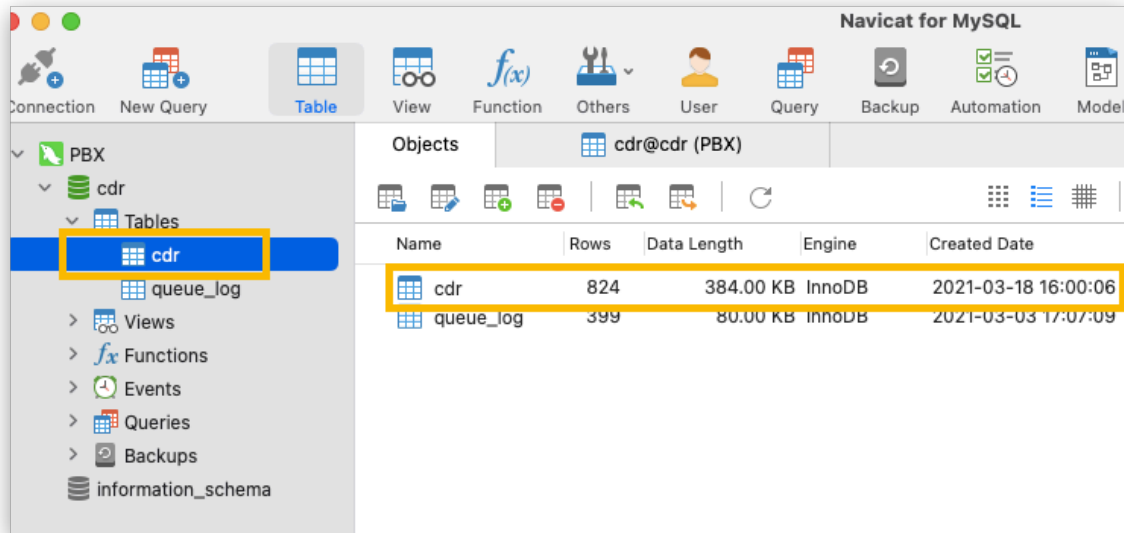 Navicat for MySQL
Connection New Query Table View Function Others User Query Backup Automation Model
PBX
cdr
Tables
cdr
queue_log
Views
Functions
Events
Queries
Backups
information_schema
Objects cdr@cdr (PBX)
Name Rows Data Length Engine Created Date
cdr 824 384.00 KB InnoDB 2021-03-18 16:00:06
queue_log 399 80.00 KB InnoDB 2021-03-03 17:07:09